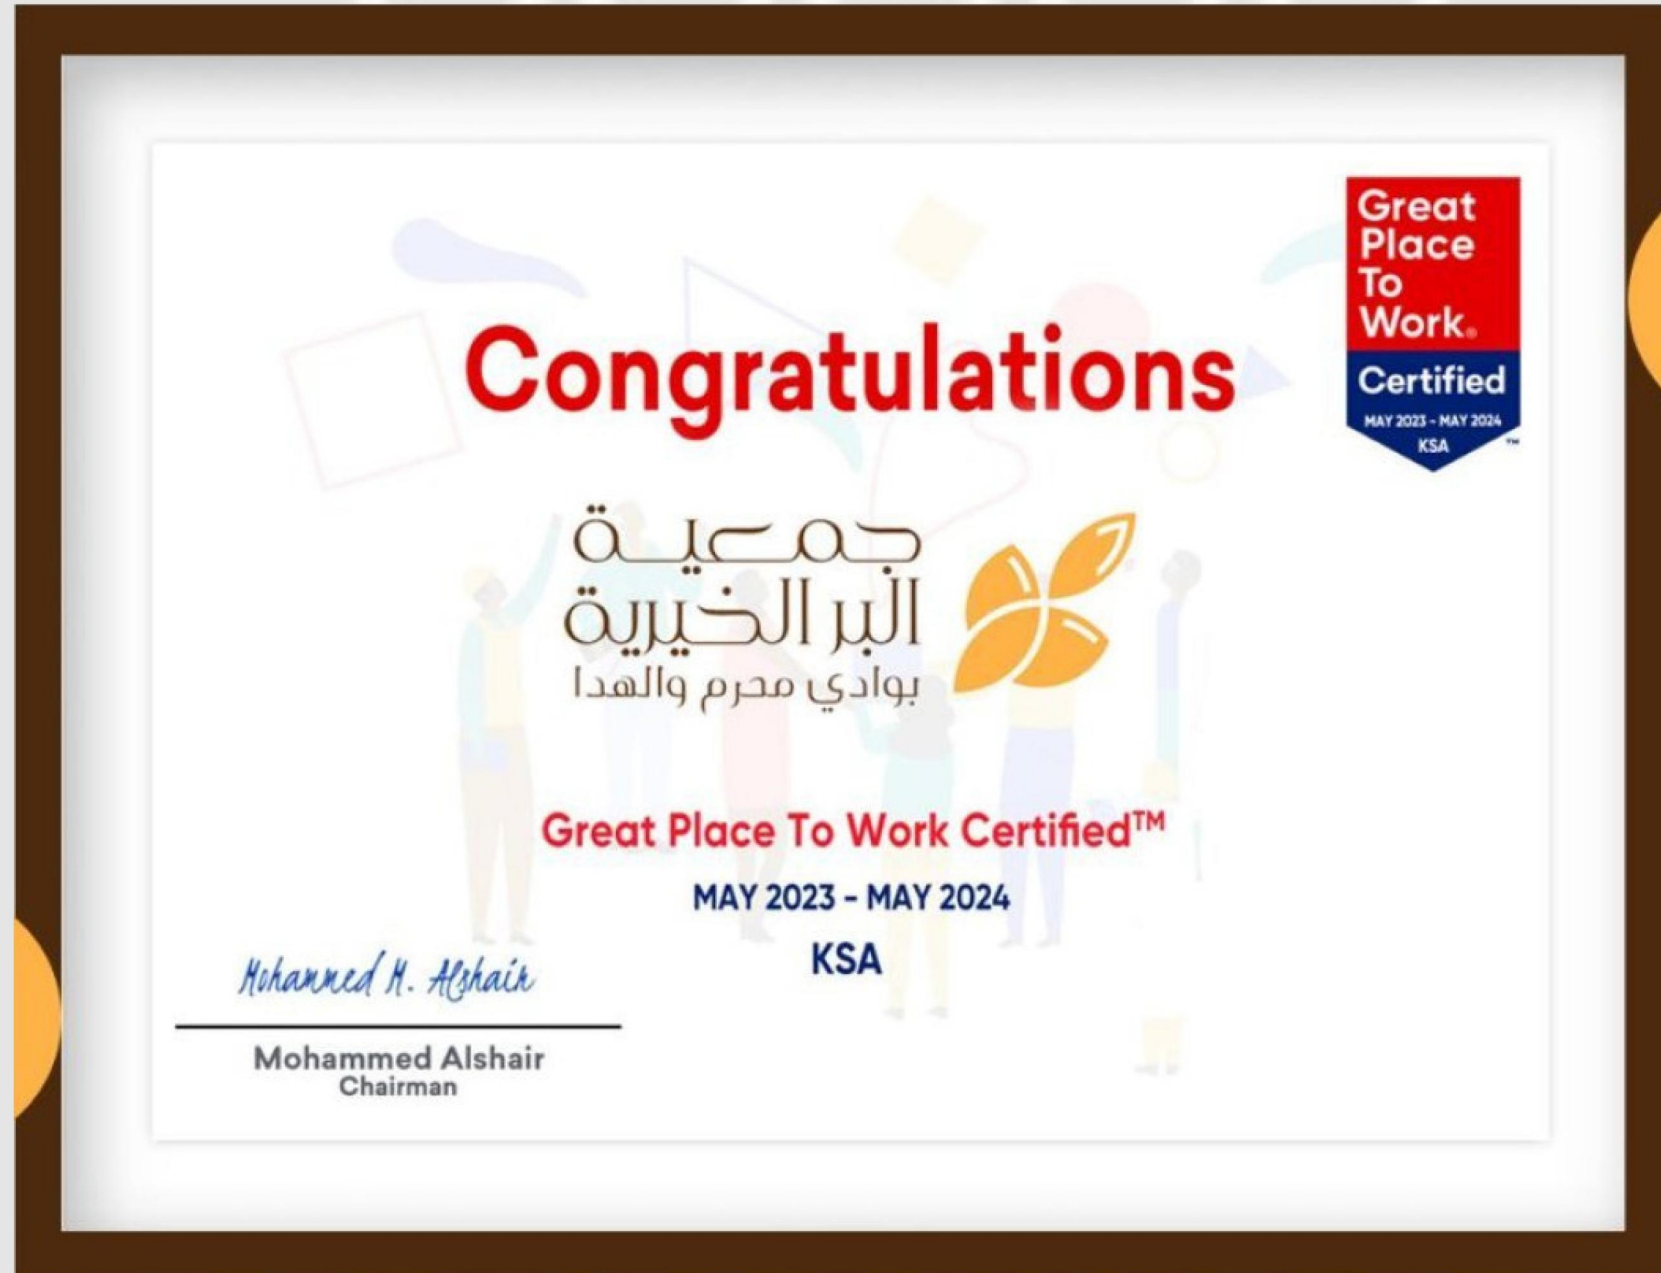 Great
Place
To
Work®
Certified
MAY 2023 - MAY 2024
KSA
™
Congratulations
جمعية
البر الخيرية
بوادي محرم والهدا
Great Place To Work Certified™
MAY 2023 - MAY 2024
KSA
Mohammed M. Alshair
Mohammed Alshair
Chairman